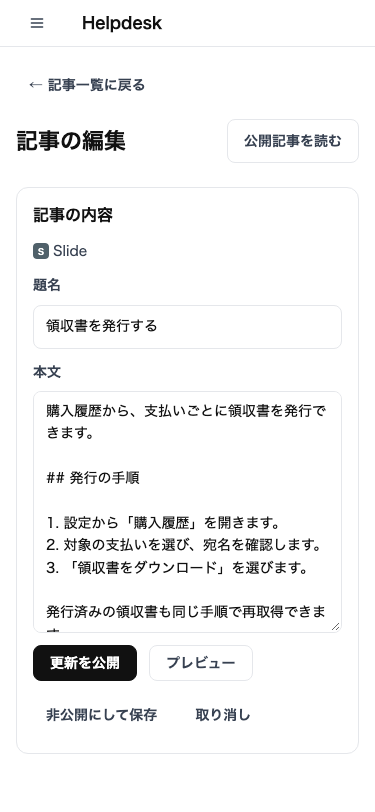 Helpdesk
← 記事一覧に戻る
記事の編集
公開記事を読む
記事の内容
S Slide
題名
領収書を発行する
本文
購入履歴から、支払いごとに領収書を発行で
きます。
## 発行の手順
1. 設定から「購入履歴」を開きます。
2. 対象の支払いを選び、宛名を確認します。
3. 「領収書をダウンロード」を選びます。
発行済みの領収書も同じ手順で再取得できま
更新を公開
プレビュー
非公開にして保存
取り消し